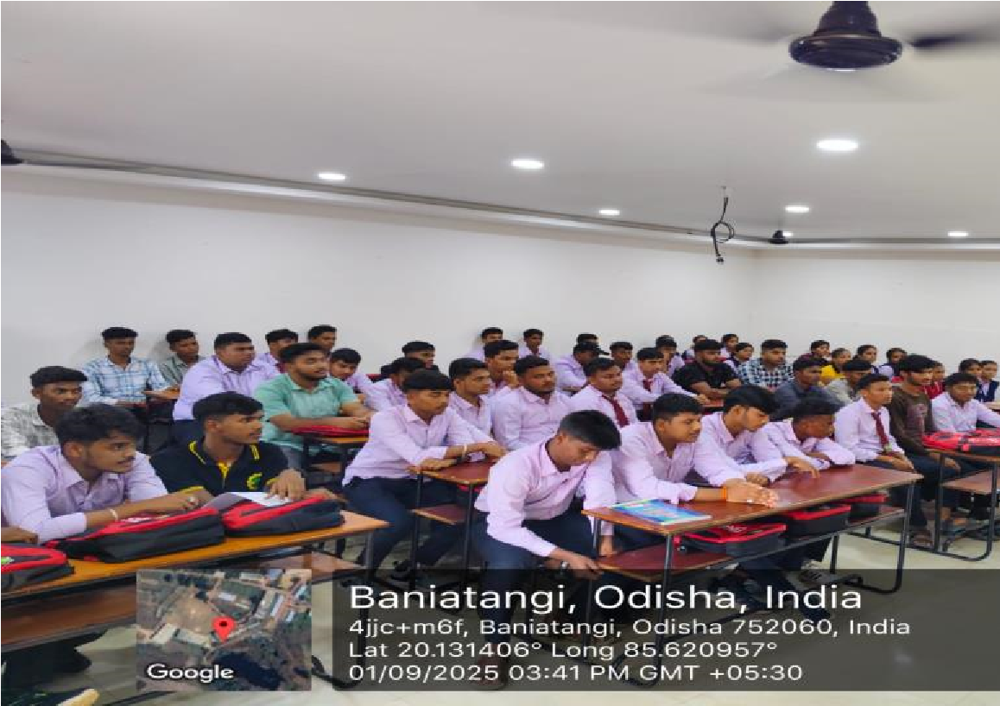 Baniatangi, Odisha, India
4jjc+m6f, Baniatangi, Odisha 752060, India
Lat 20.131406° Long 85.620957°
01/09/2025 03:41 PM GMT +05:30
Google